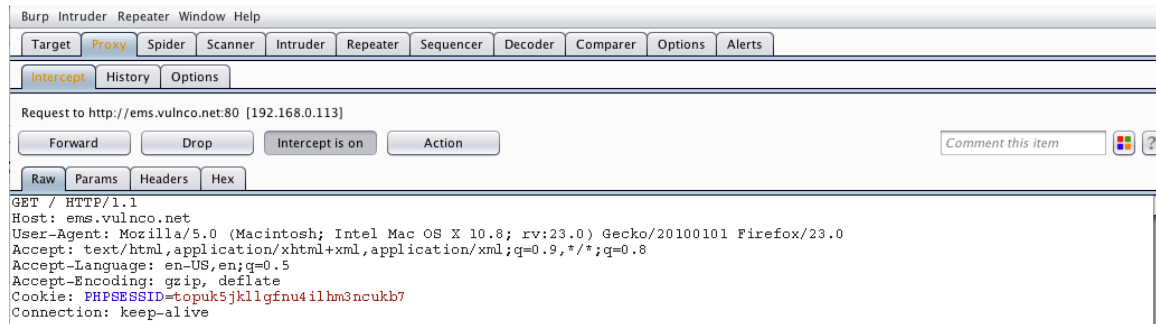 Burp Intruder Repeater Window Help
Target Proxy Spider Scanner Intruder Repeater Sequencer Decoder Comparer Options Alerts
Intercept History Options
Request to http://ems.vulnco.net:80 [192.168.0.113]
Forward Drop Intercept is on Action Comment this item ?
Raw Params Headers Hex
GET / HTTP/1.1
Host: ems.vulnco.net
User-Agent: Mozilla/5.0 (Macintosh; Intel Mac OS X 10.8; rv:23.0) Gecko/20100101 Firefox/23.0
Accept: text/html,application/xhtml+xml,application/xml;q=0.9,*/*;q=0.8
Accept-Language: en-US,en;q=0.5
Accept-Encoding: gzip, deflate
Cookie: PHPSESSID=topuk5jkllgfnu4ilhm3ncukb7
Connection: keep-alive